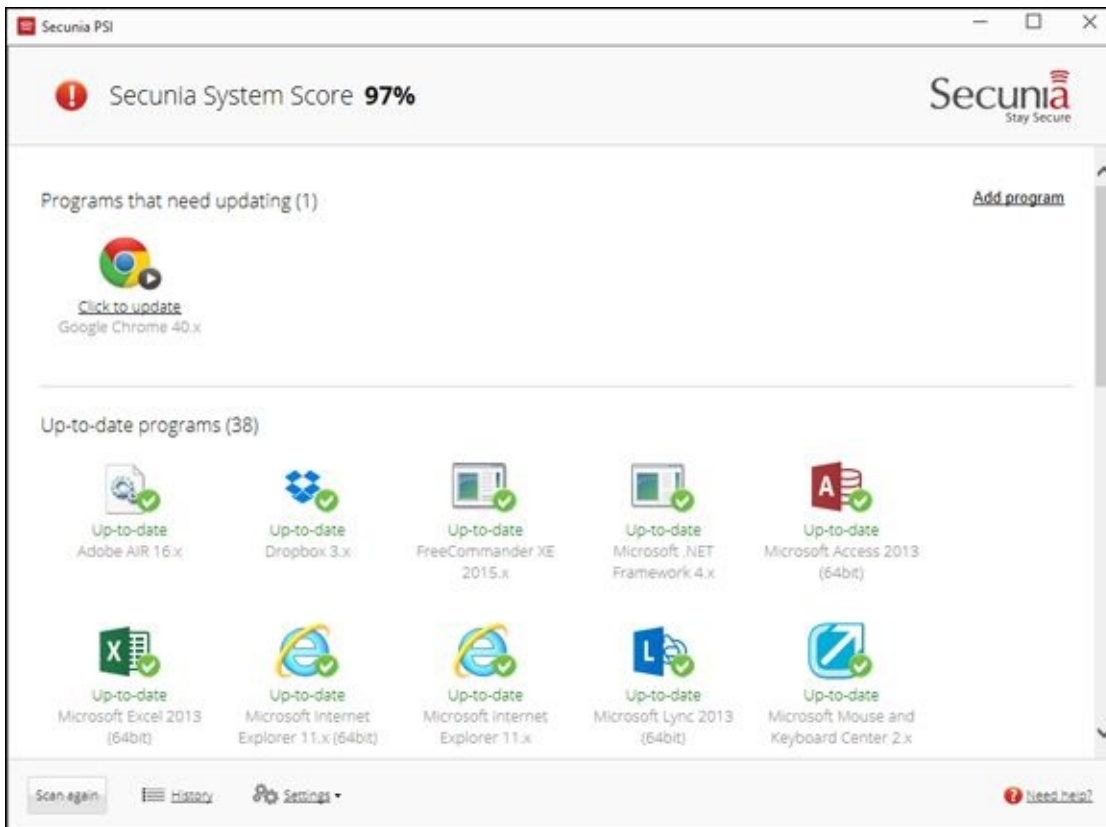 Secunia PSI
Secunia System Score 97%
Secunia
Stay Secure
Programs that need updating (1)
Add program
Click to update
Google Chrome 40.x
Up-to-date programs (38)
Up-to-date
Adobe AIR 16.x
Up-to-date
Dropbox 3.x
Up-to-date
FreeCommander XE
2015.x
Up-to-date
Microsoft .NET
Framework 4.x
Up-to-date
Microsoft Access 2013
(64bit)
Up-to-date
Microsoft Excel 2013
(64bit)
Up-to-date
Microsoft Internet
Explorer 11.x (64bit)
Up-to-date
Microsoft Internet
Explorer 11.x
Up-to-date
Microsoft Lync 2013
(64bit)
Up-to-date
Microsoft Mouse and
Keyboard Center 2.x
Scan again
History
Settings
Need help?